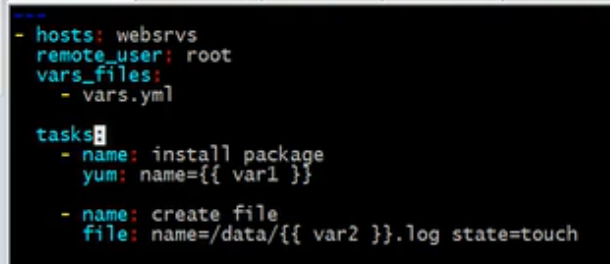 ---
- hosts: websrvs
  remote_user: root
  vars_files:
    - vars.yml

  tasks:
    - name: install package
      yum: name={{ var1 }}

    - name: create file
      file: name=/data/{{ var2 }}.log state=touch